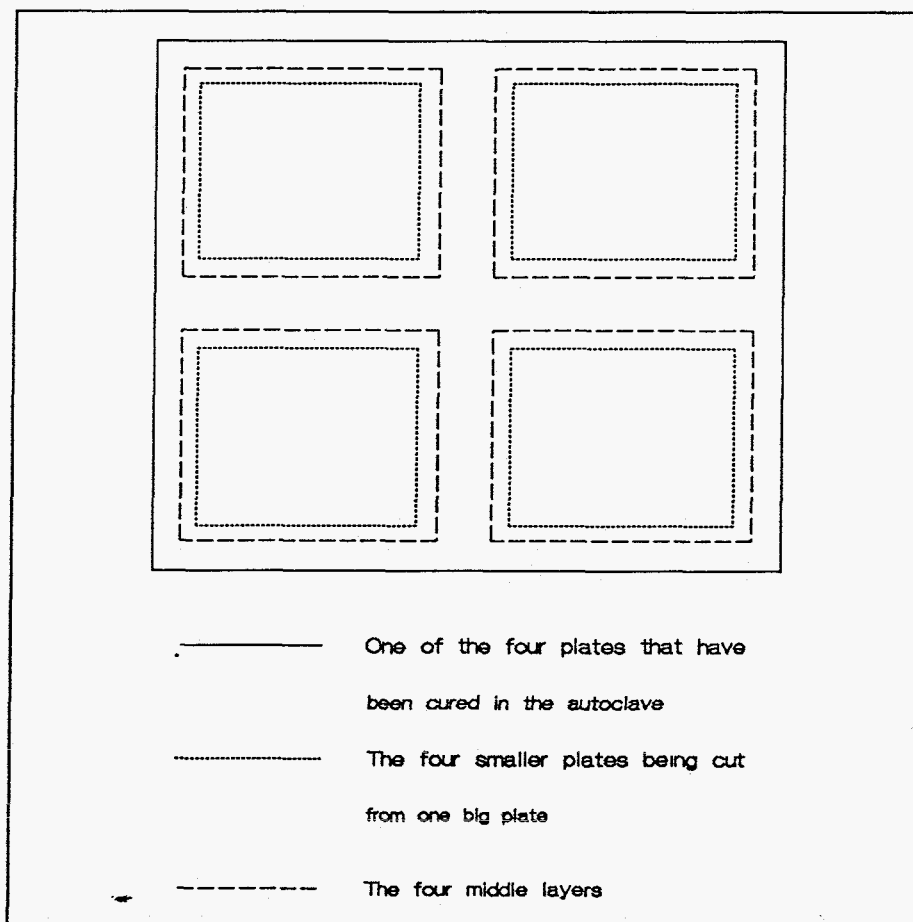 One of the four plates that have
been cured in the autoclave
The four smaller plates being cut
from one big plate
The four middle layers